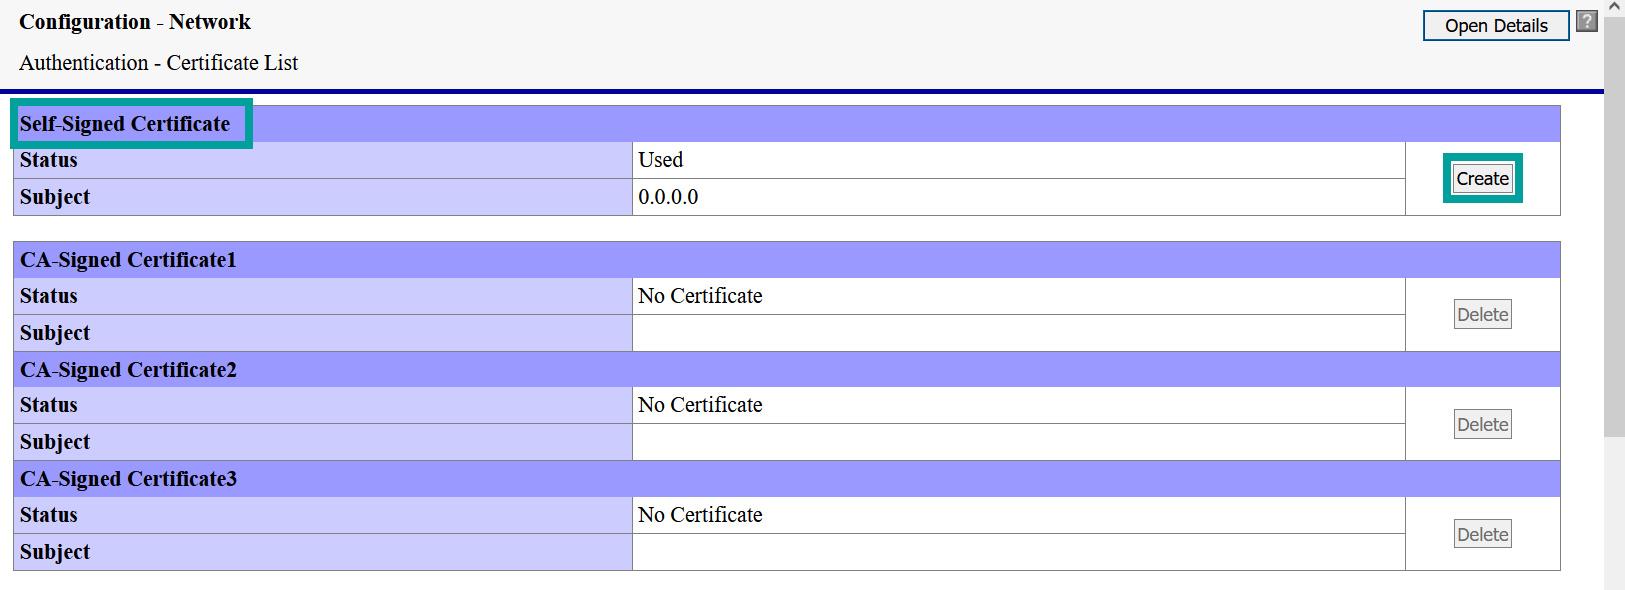 Configuration - Network
Open Details ?
Authentication - Certificate List
Self-Signed Certificate
Status Used
Create
Subject 0.0.0.0
CA-Signed Certificate1
Status No Certificate
Delete
Subject
CA-Signed Certificate2
Status No Certificate
Delete
Subject
CA-Signed Certificate3
Status No Certificate
Delete
Subject